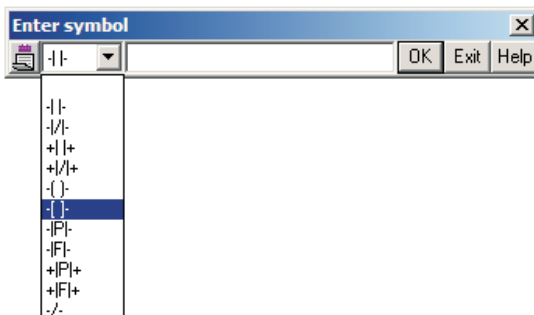 Enter symbol
-| |- OK Exit Help
-| |-
-|/|-
+| |+
+|/|+
-( )-
-[ ]-
-|P|-
-|F|-
+|P|+
+|F|+
-/-